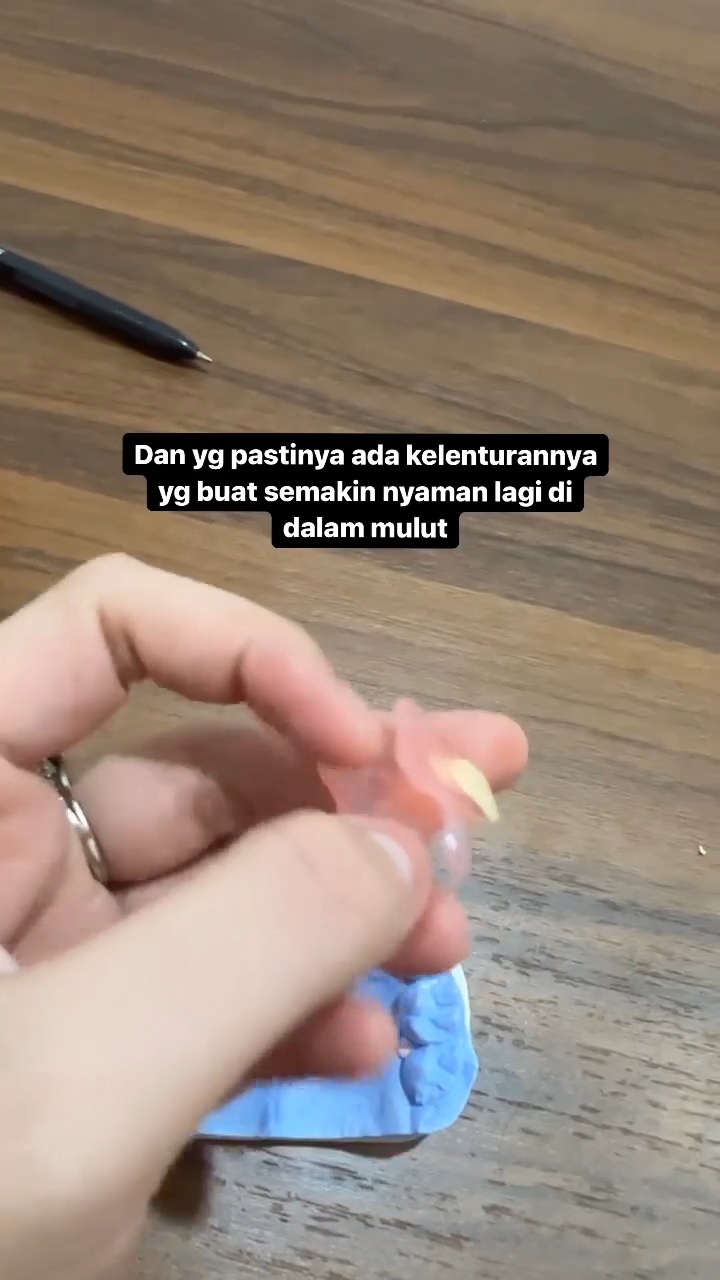 Dan yg pastinya ada kelenturannya
yg buat semakin nyaman lagi di
dalam mulut